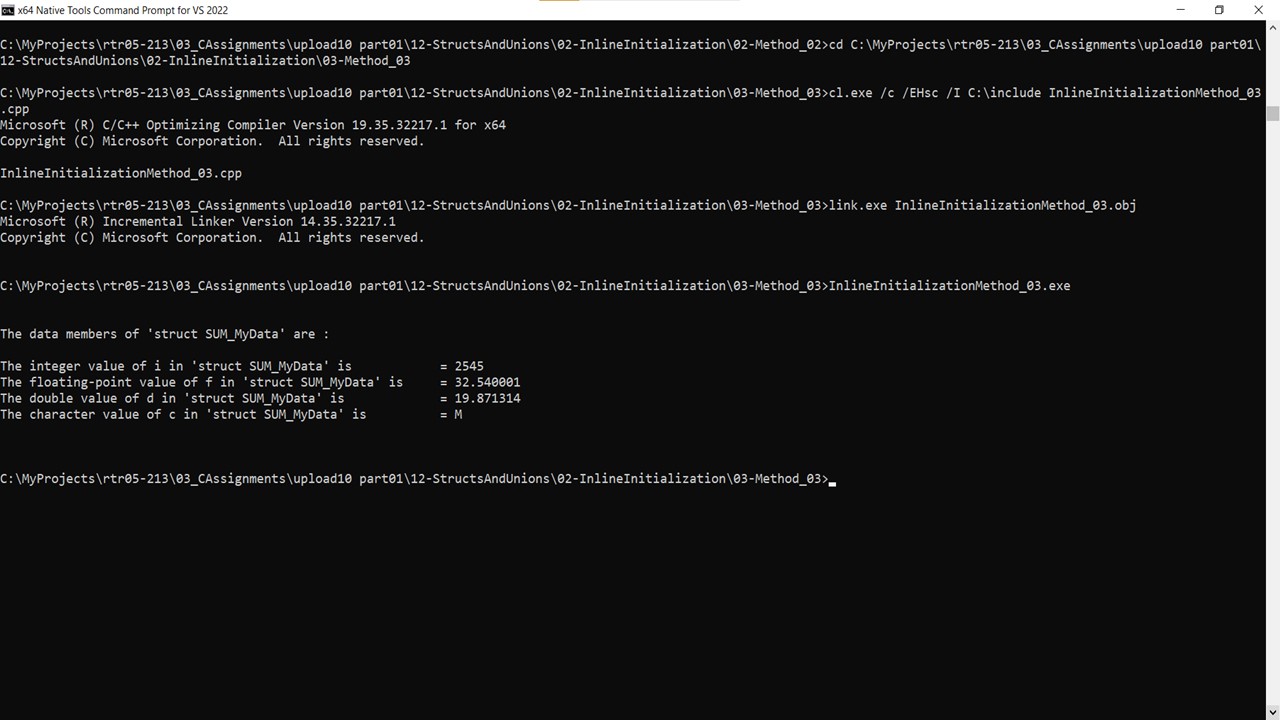 x64 Native Tools Command Prompt for VS 2022
C:\MyProjects\rtr05-213\03_CAssignments\upload10 part01\12-StructsAndUnions\02-InlineInitialization\02-Method_02>cd C:\MyProjects\rtr05-213\03_CAssignments\upload10 part01\
12-StructsAndUnions\02-InlineInitialization\03-Method_03
C:\MyProjects\rtr05-213\03_CAssignments\upload10 part01\12-StructsAndUnions\02-InlineInitialization\03-Method_03>cl.exe /c /EHsc /I C:\include InlineInitializationMethod_03
.cpp
Microsoft (R) C/C++ Optimizing Compiler Version 19.35.32217.1 for x64
Copyright (C) Microsoft Corporation.  All rights reserved.
InlineInitializationMethod_03.cpp
C:\MyProjects\rtr05-213\03_CAssignments\upload10 part01\12-StructsAndUnions\02-InlineInitialization\03-Method_03>link.exe InlineInitializationMethod_03.obj
Microsoft (R) Incremental Linker Version 14.35.32217.1
Copyright (C) Microsoft Corporation.  All rights reserved.
C:\MyProjects\rtr05-213\03_CAssignments\upload10 part01\12-StructsAndUnions\02-InlineInitialization\03-Method_03>InlineInitializationMethod_03.exe
The data members of 'struct SUM_MyData' are :
The integer value of i in 'struct SUM_MyData' is            = 2545
The floating-point value of f in 'struct SUM_MyData' is     = 32.540001
The double value of d in 'struct SUM_MyData' is             = 19.871314
The character value of c in 'struct SUM_MyData' is          = M
C:\MyProjects\rtr05-213\03_CAssignments\upload10 part01\12-StructsAndUnions\02-InlineInitialization\03-Method_03>